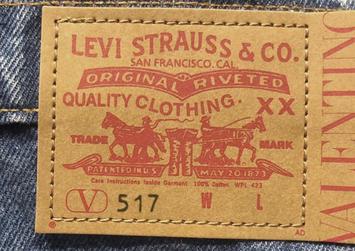 LEVI STRAUSS & CO.
SAN FRANCISCO, CAL.
ORIGINAL RIVETED
QUALITY CLOTHING. XX
TRADE MARK
PATENTED IN U.S. MAY 20 1873
Care Instructions Inside Garment 100% Cotton WPL 423
V 517 W L
AD
VALENTINO